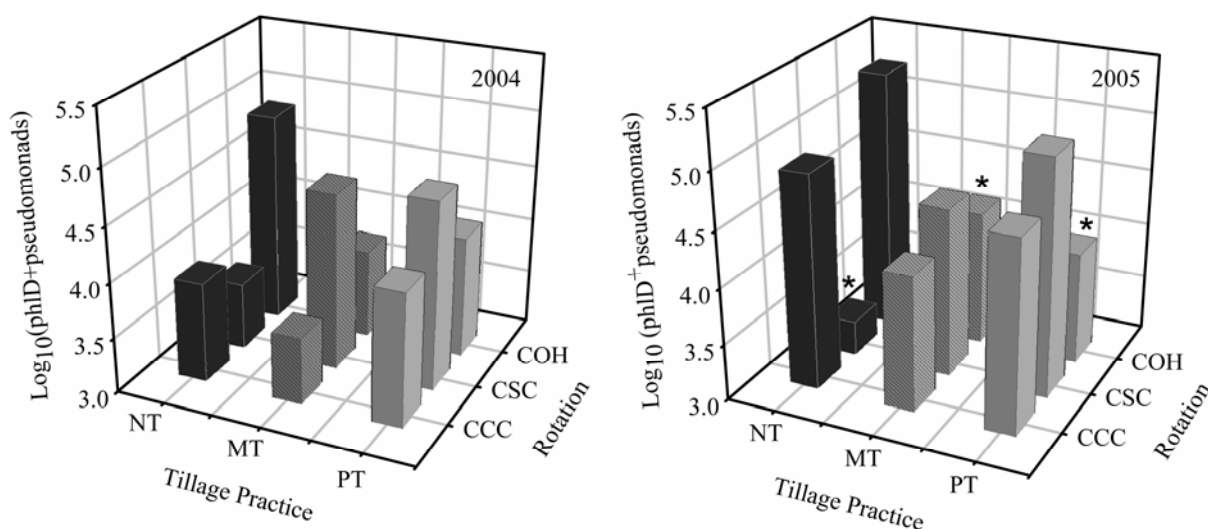 2004
5.5
5.0
4.5
4.0
3.5
3.0
Log10(phlD+pseudomonads)
NT
MT
PT
Tillage Practice
CCC
CSC
COH
Rotation
2005
5.5
5.0
4.5
4.0
3.5
3.0
Log10 (phlD+pseudomonads)
*
*
*
NT
MT
PT
Tillage Practice
CCC
CSC
COH
Rotation